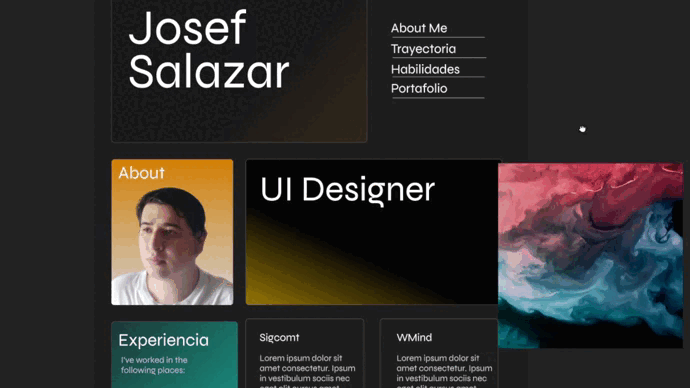 Josef
Salazar
About Me
Trayectoria
Habilidades
Portafolio
About
UI Designer
Experiencia
I've worked in the
following places:
Sigcomt
Lorem ipsum dolor sit
amet consectetur. Ipsum
in vestibulum sociis nec
WMind
Lorem ipsum dolor sit
amet consectetur. Ipsum
in vestibulum sociis nec